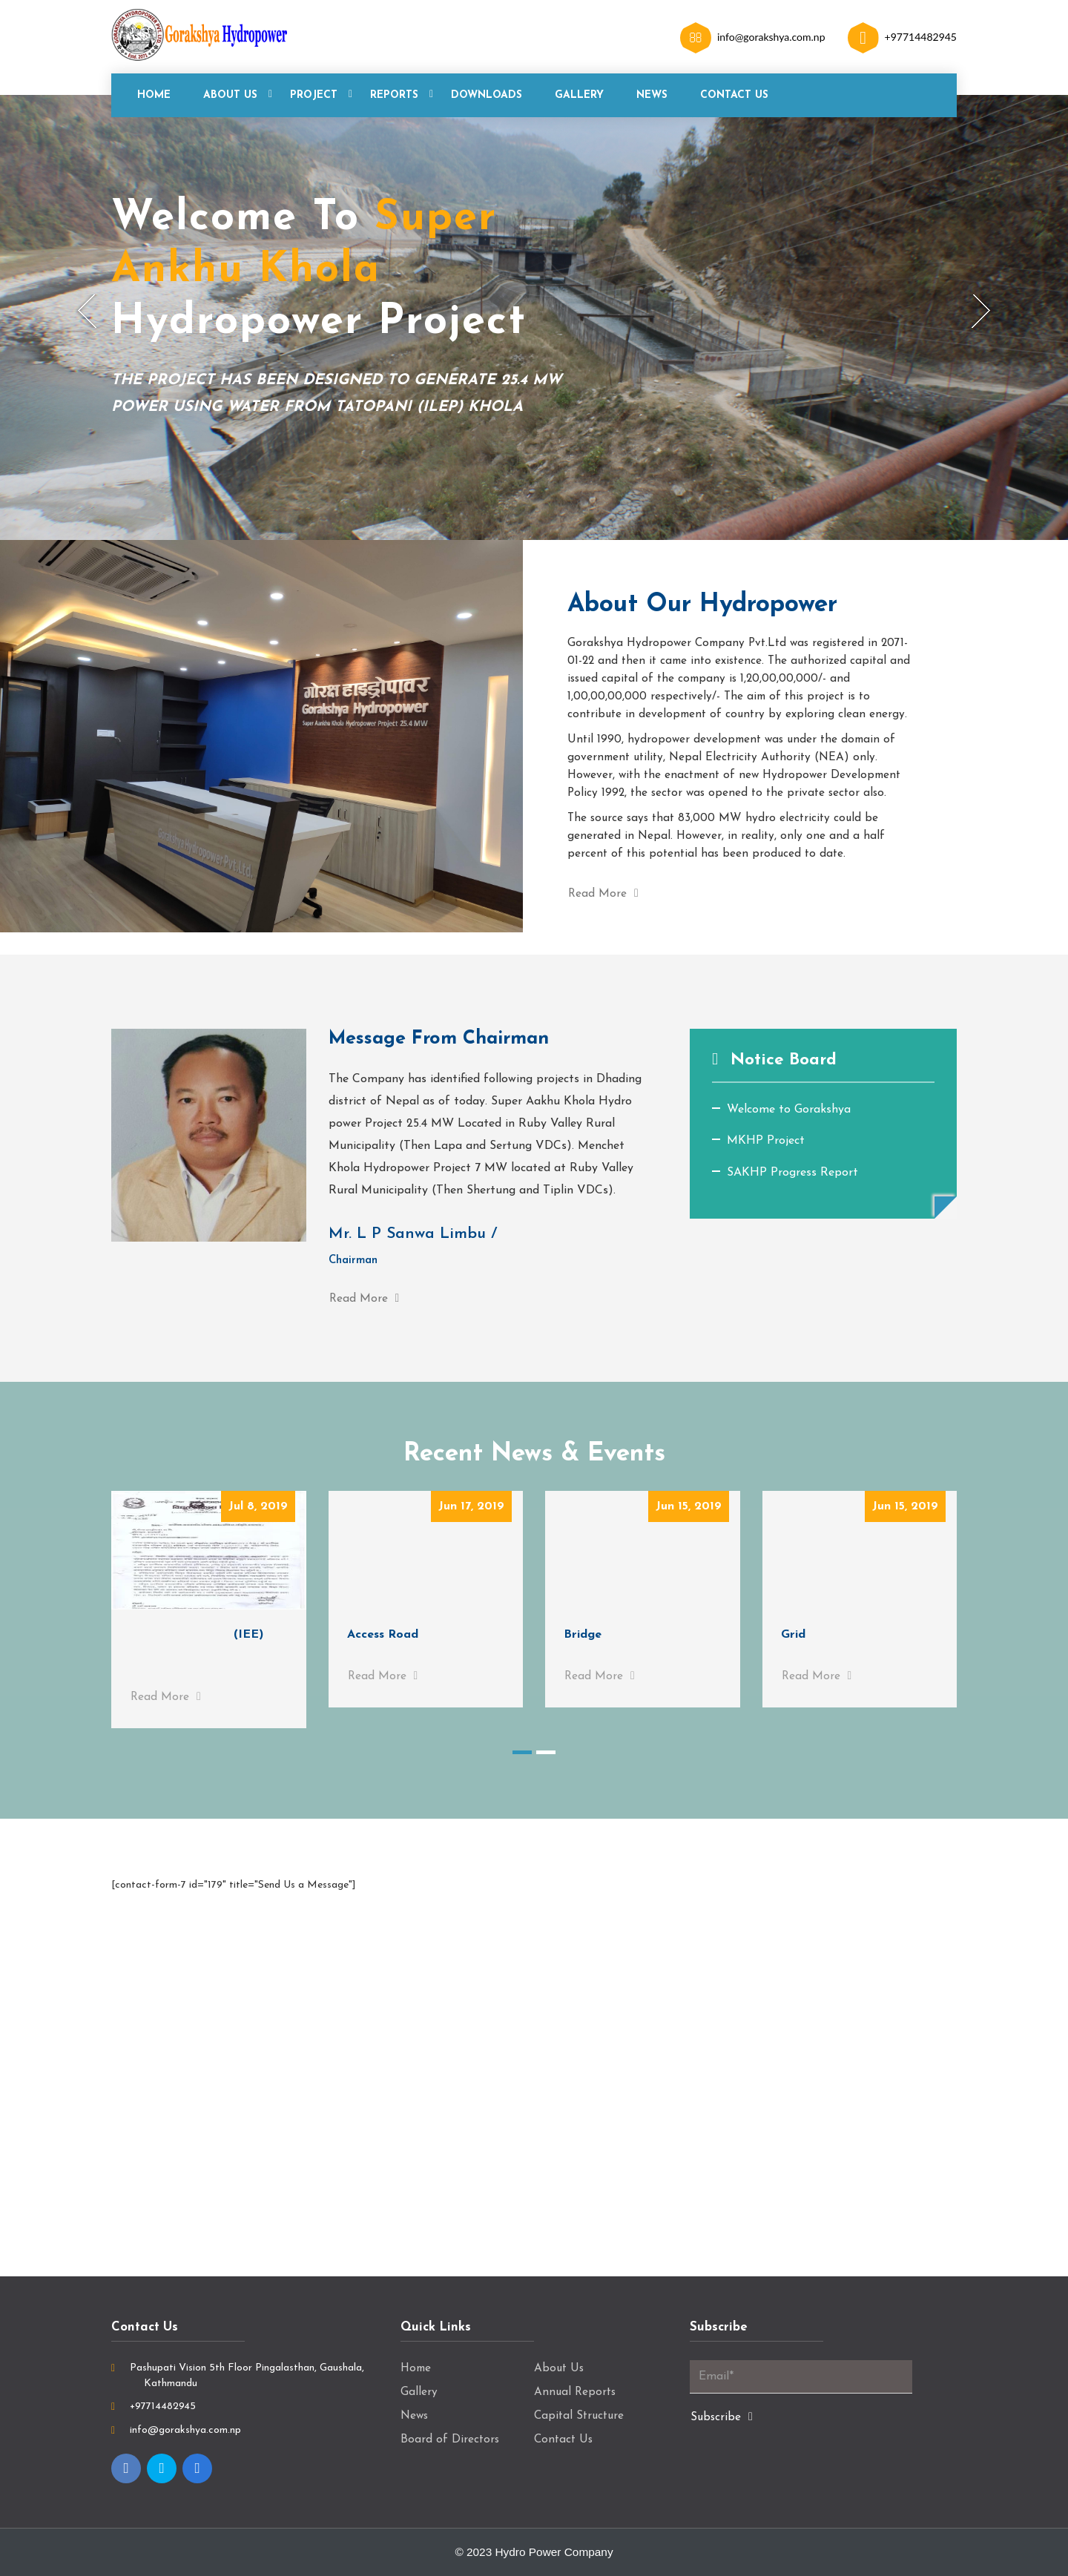 Gorakshya Hydropower
info@gorakshya.com.np
+97714482945
HOME ABOUT US PROJECT REPORTS DOWNLOADS GALLERY NEWS CONTACT US
Welcome To Super
Ankhu Khola
Hydropower Project
THE PROJECT HAS BEEN DESIGNED TO GENERATE 25.4 MW
POWER USING WATER FROM TATOPANI (ILEP) KHOLA
गोरक्ष हाइड्रोपावर
Gorakshya Hydropower
Super Aankhu Khola Hydropower Project 25.4 MW
Gorakshya Hydropower Pvt. Ltd.
About Our Hydropower
Gorakshya Hydropower Company Pvt.Ltd was registered in 2071-
01-22 and then it came into existence. The authorized capital and
issued capital of the company is 1,20,00,00,000/- and
1,00,00,00,000 respectively/- The aim of this project is to
contribute in development of country by exploring clean energy.
Until 1990, hydropower development was under the domain of
government utility, Nepal Electricity Authority (NEA) only.
However, with the enactment of new Hydropower Development
Policy 1992, the sector was opened to the private sector also.
The source says that 83,000 MW hydro electricity could be
generated in Nepal. However, in reality, only one and a half
percent of this potential has been produced to date.
Read More
Message From Chairman
The Company has identified following projects in Dhading
district of Nepal as of today. Super Aakhu Khola Hydro
power Project 25.4 MW Located in Ruby Valley Rural
Municipality (Then Lapa and Sertung VDCs). Menchet
Khola Hydropower Project 7 MW located at Ruby Valley
Rural Municipality (Then Shertung and Tiplin VDCs).
Mr. L P Sanwa Limbu /
Chairman
Read More
Notice Board
Welcome to Gorakshya
MKHP Project
SAKHP Progress Report
Recent News & Events
Jul 8, 2019
(IEE)
Read More
Jun 17, 2019
Access Road
Read More
Jun 15, 2019
Bridge
Read More
Jun 15, 2019
Grid
Read More
[contact-form-7 id="179" title="Send Us a Message"]
Contact Us
Pashupati Vision 5th Floor Pingalasthan, Gaushala,
Kathmandu
+97714482945
info@gorakshya.com.np
Quick Links
Home
About Us
Gallery
Annual Reports
News
Capital Structure
Board of Directors
Contact Us
Subscribe
Email*
Subscribe
© 2023 Hydro Power Company